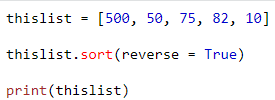 thislist = [500, 50, 75, 82, 10]
thislist.sort(reverse = True)
print(thislist)